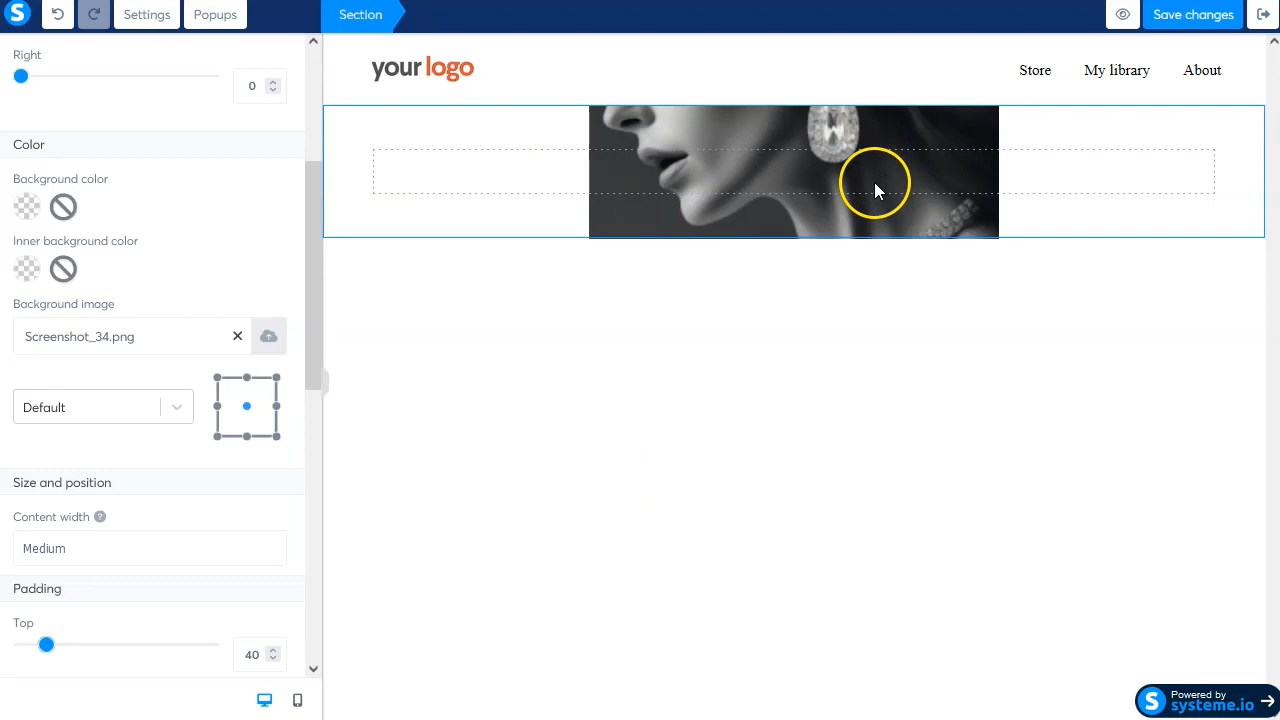 S
Settings
Popups
Section
Save changes
Right
0
your logo
Store
My library
About
Color
Background color
Inner background color
Background image
Screenshot_34.png
Default
Size and position
Content width ?
Medium
Padding
Top
40
S
Powered by
systeme.io